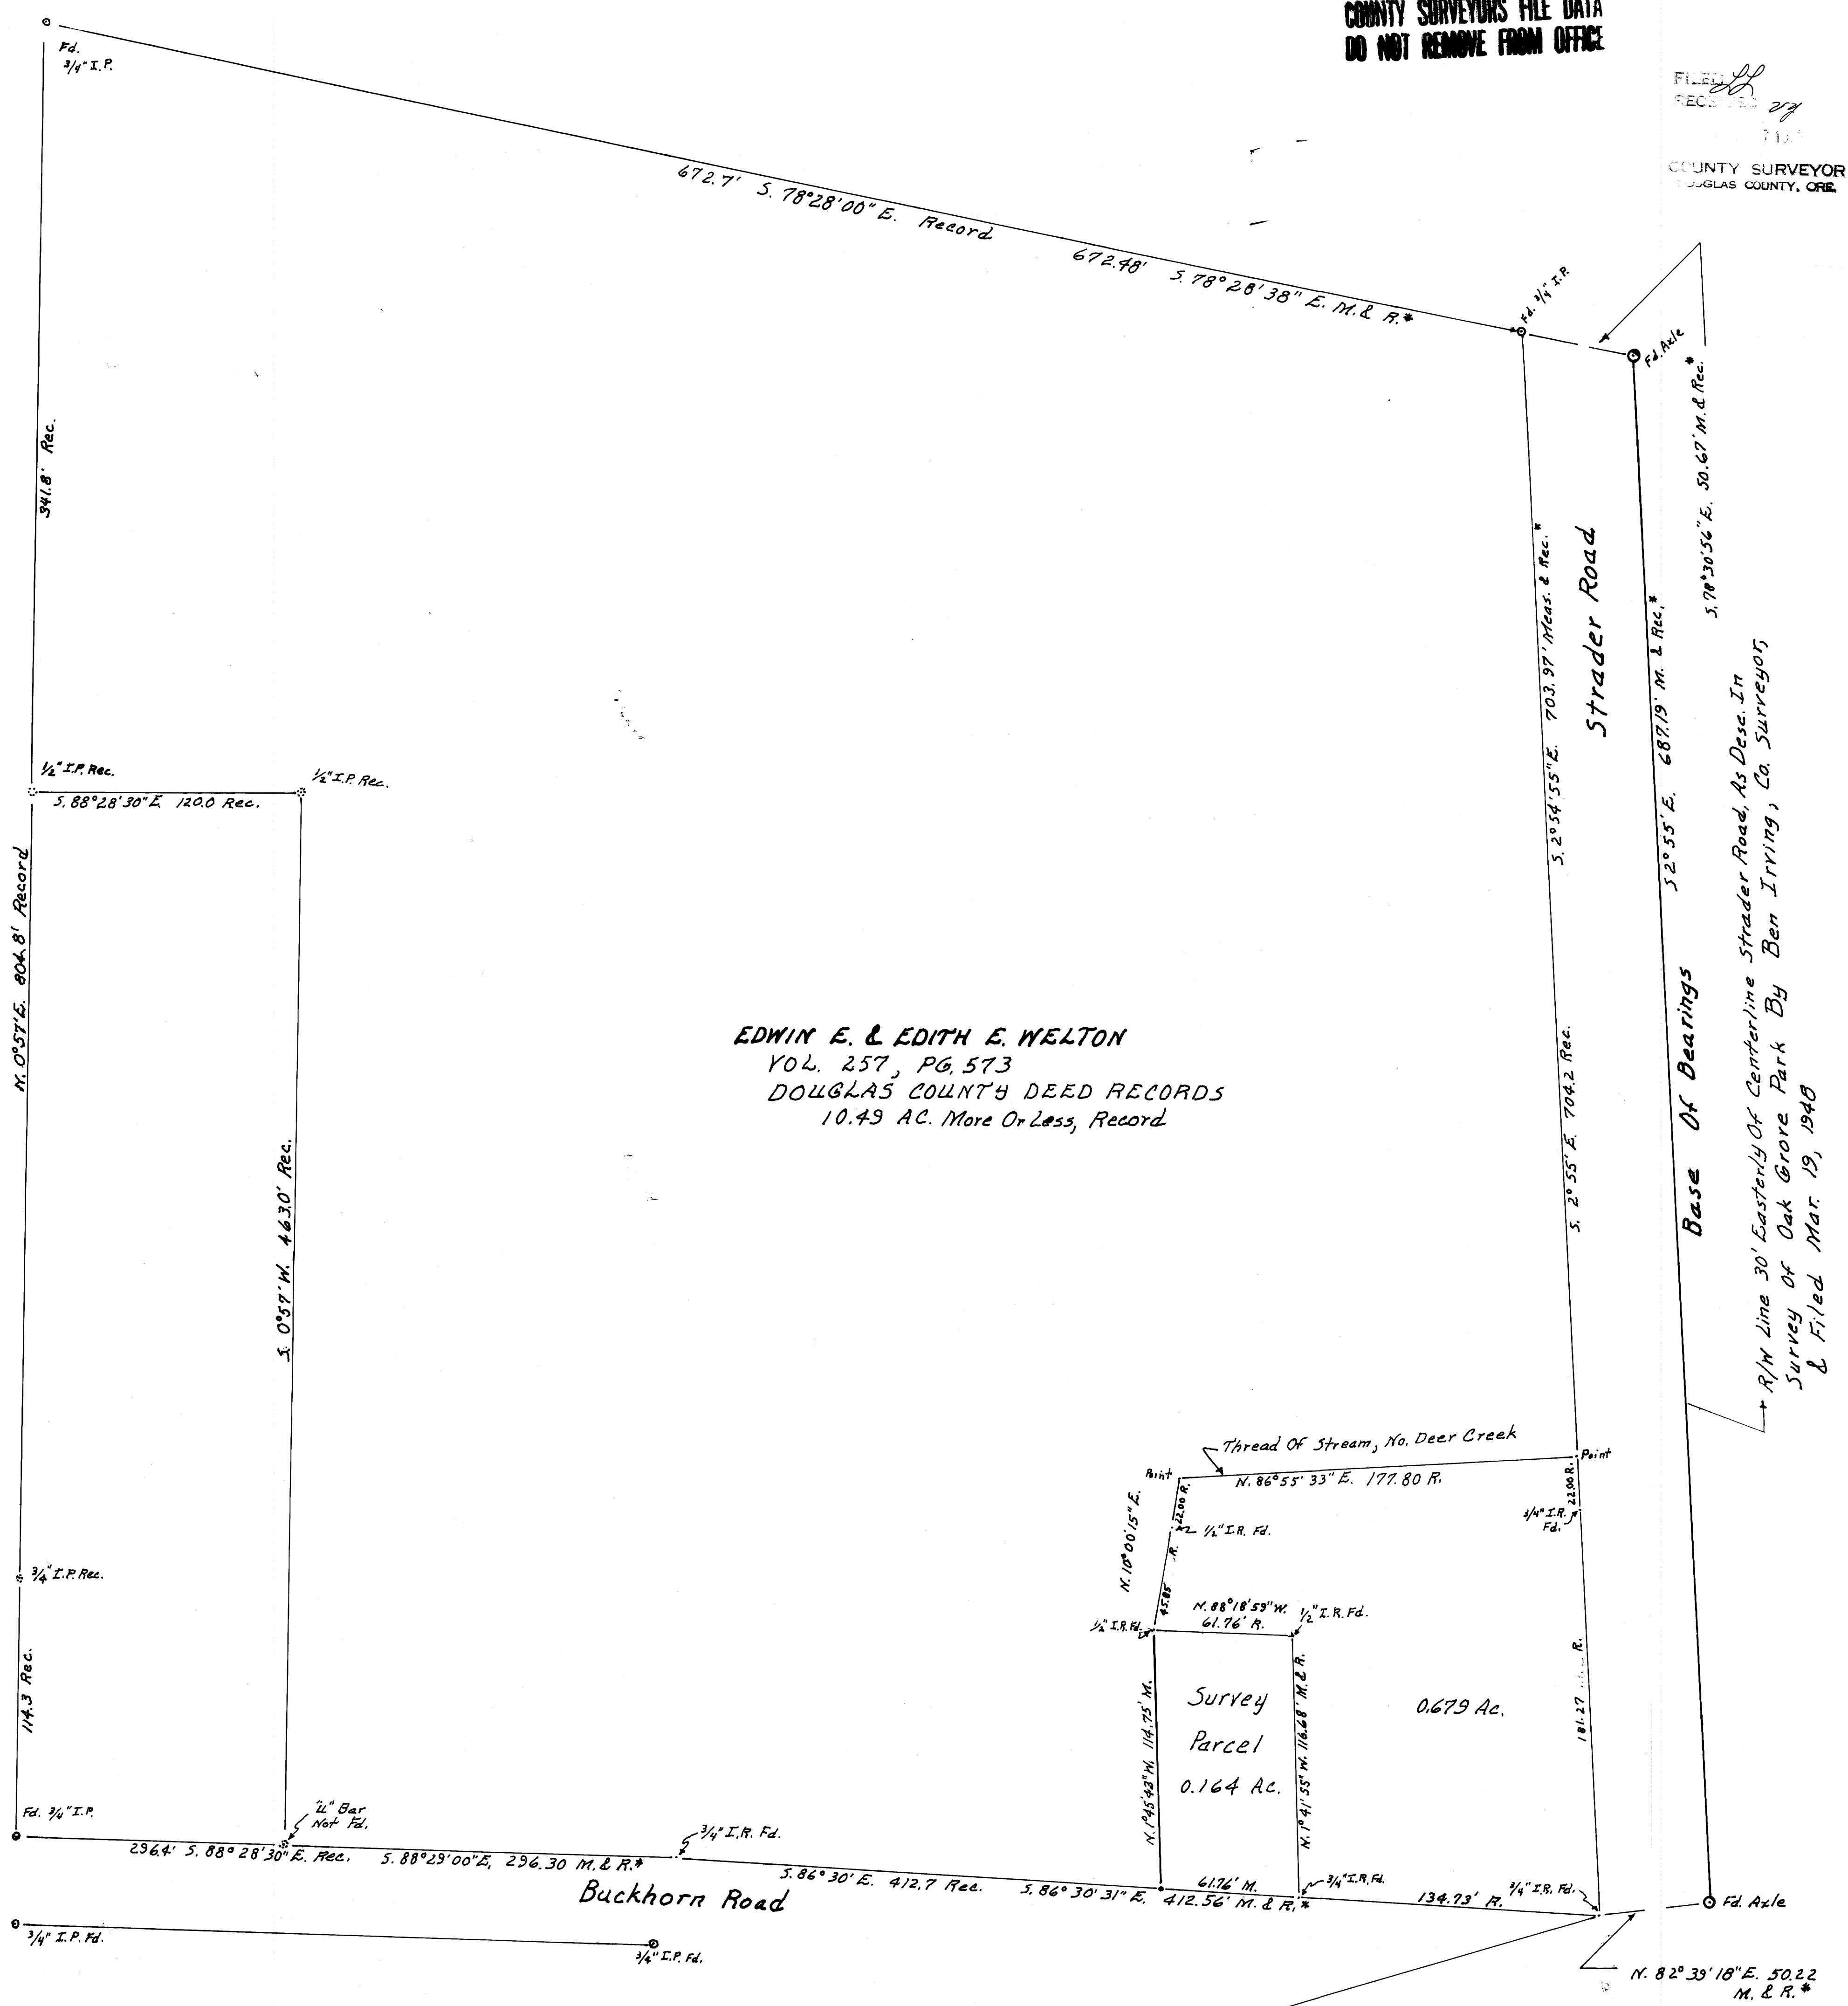 COUNTY SURVEYORS FILE DATA
DO NOT REMOVE FROM OFFICE
FILED
COUNTY SURVEYOR
DOUGLAS COUNTY, ORE.
Fd.
3/4" I.P.
672.7' S. 78°28'00" E. Record
672.48' S. 78°28'38" E. M.& R.*
Fd. 3/4" I.P.
Fd. Axle
S. 78°30'56" E. 50.67' M. & Rec.*
341.8' Rec.
1/2" I.P. Rec.
1/2" I.P. Rec.
S. 88°28'30" E. 120.0 Rec.
N. 0°57' E. 804.8' Record
S. 0°57' W. 463.0' Rec.
S. 2°54'55" E. 703.97' Meas. & Rec.*
S. 2°55' E. 704.2 Rec.
Strader Road
S 2°55' E. 687.19' M. & Rec.*
Base Of Bearings
R/W Line 30' Easterly Of Centerline Strader Road, As Desc. In
Survey Of Oak Grove Park By Ben Irving, Co. Surveyor,
& Filed Mar. 19, 1948
EDWIN E. & EDITH E. WELTON
VOL. 257, PG. 573
DOUGLAS COUNTY DEED RECORDS
10.49 AC. More Or Less, Record
Thread Of Stream, No. Deer Creek
Point
Point
N. 86°55'33" E. 177.80 R.
22.00 R.
22.00 R.
3/4" I.R.
Fd.
1/2" I.R. Fd.
N. 10°00'15" E.
45.85 R.
N. 88°18'59" W.
61.76' R.
1/2" I.R. Fd.
1/2" I.R. Fd.
3/4" I.P. Rec.
114.3 Rec.
N. 1°45'43" W. 114.75' M.
Survey
Parcel
0.164 Ac.
N. 1°41'55" W. 116.68' M. & R.
0.679 Ac.
181.27 R.
Fd. 3/4" I.P.
"U" Bar
Not Fd.
296.4' S. 88°28'30" E. Rec.
S. 88°29'00" E. 296.30 M. & R.*
3/4" I.R. Fd.
S. 86°30' E. 412.7 Rec.
S. 86°30'31" E. 412.56' M. & R.*
61.76' M.
3/4" I.R. Fd.
134.73' R.
3/4" I.R. Fd.
Fd. Axle
Buckhorn Road
3/4" I.P. Fd.
3/4" I.P. Fd.
N. 82°39'18" E. 50.22
M. & R.*